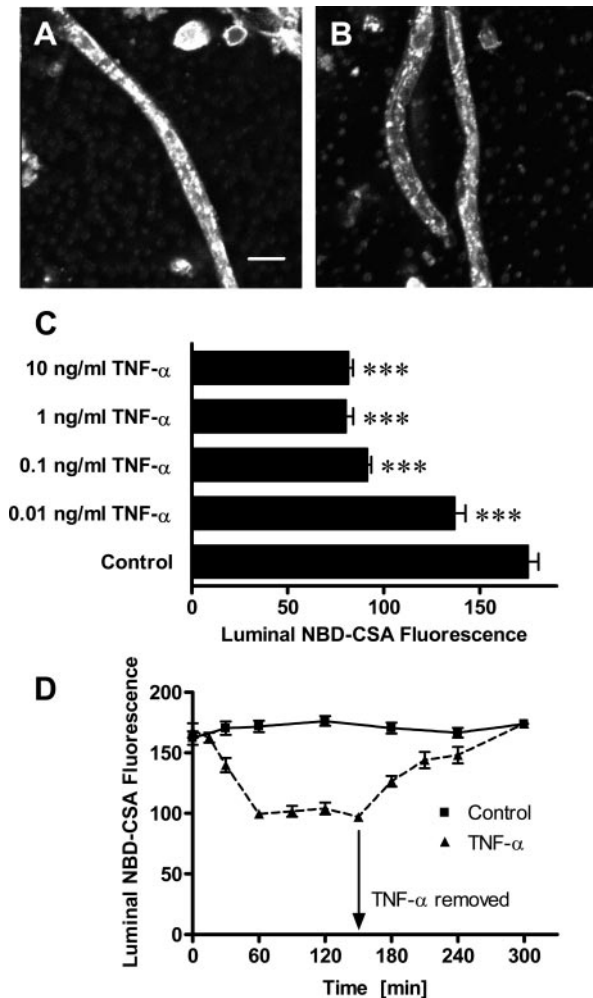 A
B
C
10 ng/ml TNF-α ***
1 ng/ml TNF-α ***
0.1 ng/ml TNF-α ***
0.01 ng/ml TNF-α ***
Control
0 50 100 150
Luminal NBD-CSA Fluorescence
D
Luminal NBD-CSA Fluorescence
200
150
100
50
0
Control
TNF-α
TNF-α removed
0 60 120 180 240 300
Time [min]